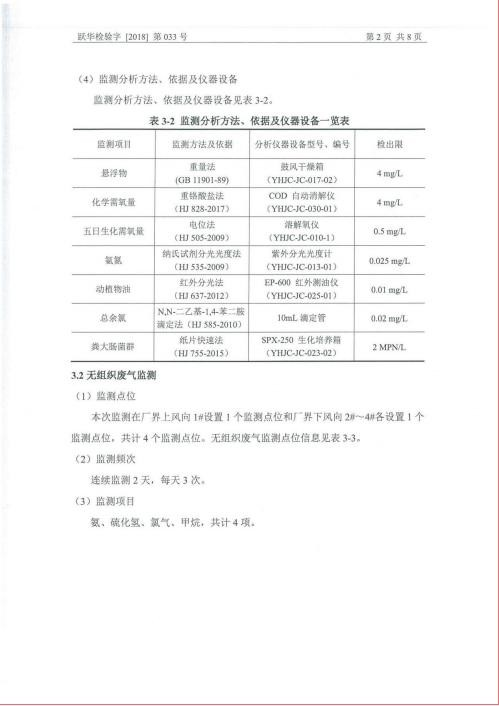 跃华检验字 [2018] 第 033 号 第 2 页 共 8 页
（4）监测分析方法、依据及仪器设备
监测分析方法、依据及仪器设备见表 3-2。
表 3-2 监测分析方法、依据及仪器设备一览表
监测项目 监测方法及依据 分析仪器设备型号、编号 检出限
悬浮物 重量法 (GB 11901-89) 鼓风干燥箱 （YHJC-JC-017-02） 4 mg/L
化学需氧量 重铬酸盐法 （HJ 828-2017） COD 自动消解仪 （YHJC-JC-030-01） 4 mg/L
五日生化需氧量 电位法 （HJ 505-2009） 溶解氧仪 （YHJC-JC-010-1） 0.5 mg/L
氨氮 纳氏试剂分光光度法 （HJ 535-2009） 紫外分光光度计 （YHJC-JC-013-01） 0.025 mg/L
动植物油 红外分光法 （HJ 637-2012） EP-600 红外测油仪 （YHJC-JC-025-01） 0.01 mg/L
总余氯 N,N-二乙基-1,4-苯二胺 滴定法（HJ 585-2010） 10mL 滴定管 0.02 mg/L
粪大肠菌群 纸片快速法 （HJ 755-2015） SPX-250 生化培养箱 （YHJC-JC-023-02） 2 MPN/L
3.2 无组织废气监测
（1）监测点位
本次监测在厂界上风向 1#设置 1 个监测点位和厂界下风向 2#～4#各设置 1 个
监测点位，共计 4 个监测点位。无组织废气监测点位信息见表 3-3。
（2）监测频次
连续监测 2 天，每天 3 次。
（3）监测项目
氨、硫化氢、氯气、甲烷，共计 4 项。